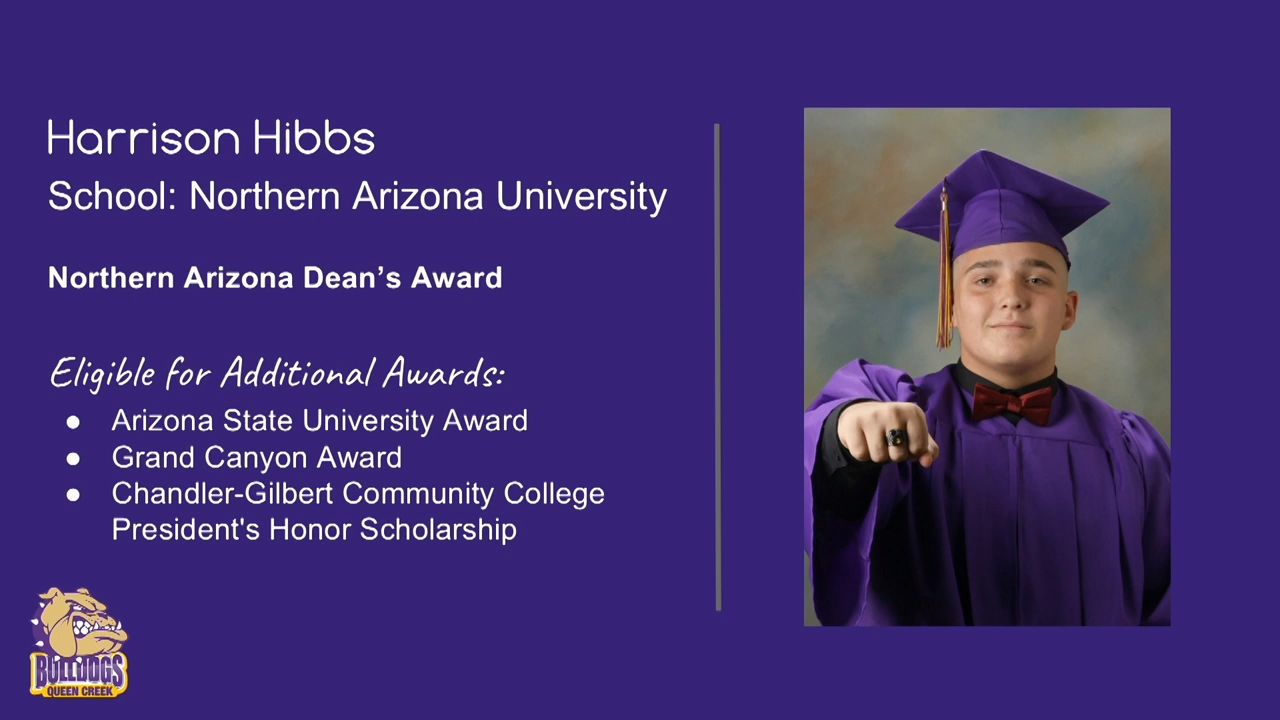 Harrison Hibbs
School: Northern Arizona University
Northern Arizona Dean’s Award
Eligible for Additional Awards:
● Arizona State University Award
● Grand Canyon Award
● Chandler-Gilbert Community College
President's Honor Scholarship
BULLDOGS
QUEEN CREEK